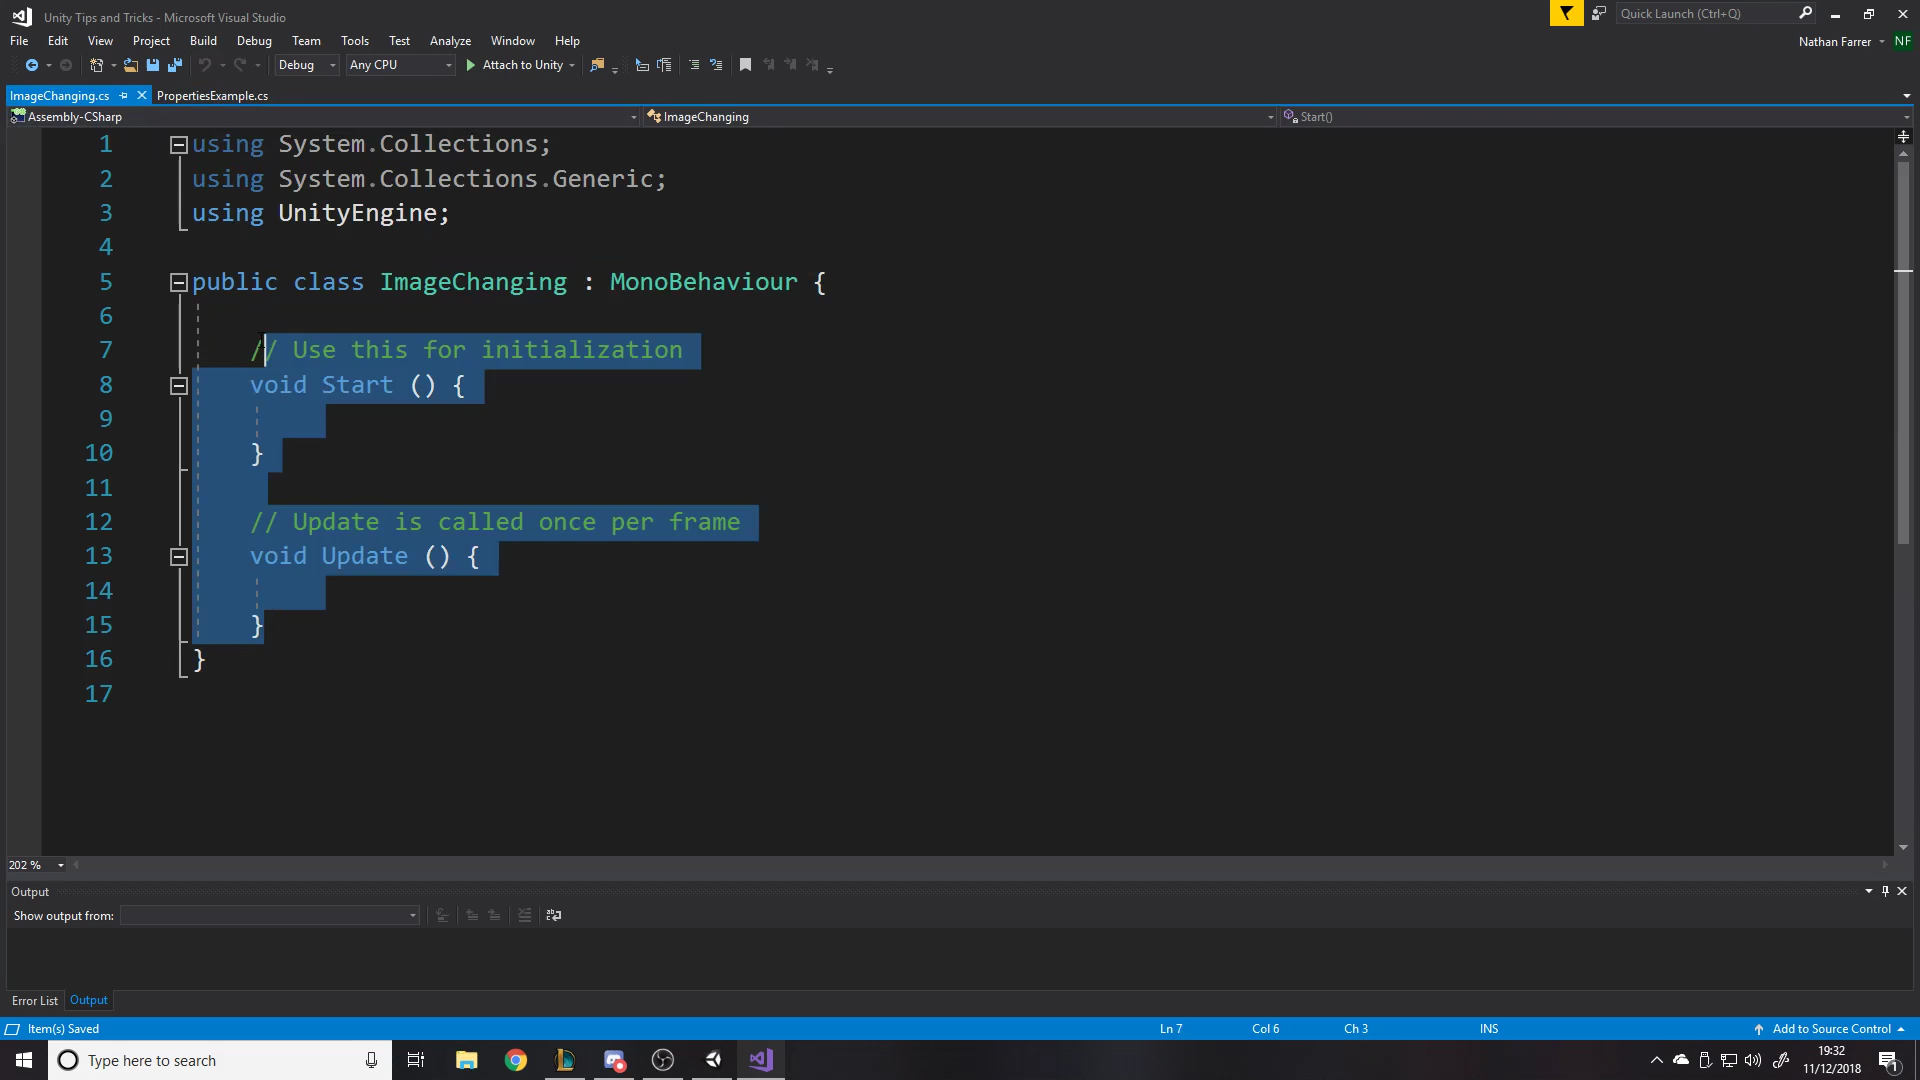 Unity Tips and Tricks - Microsoft Visual Studio
Quick Launch (Ctrl+Q)
File Edit View Project Build Debug Team Tools Test Analyze Window Help
Nathan Farrer NF
Debug Any CPU Attach to Unity
ImageChanging.cs PropertiesExample.cs
Assembly-CSharp ImageChanging Start()
1 using System.Collections;
2 using System.Collections.Generic;
3 using UnityEngine;
4
5 public class ImageChanging : MonoBehaviour {
6
7 // Use this for initialization
8 void Start () {
9
10 }
11
12 // Update is called once per frame
13 void Update () {
14
15 }
16 }
17
202 %
Output
Show output from:
Error List Output
Item(s) Saved Ln 7 Col 6 Ch 3 INS Add to Source Control
Type here to search
19:32
11/12/2018
1